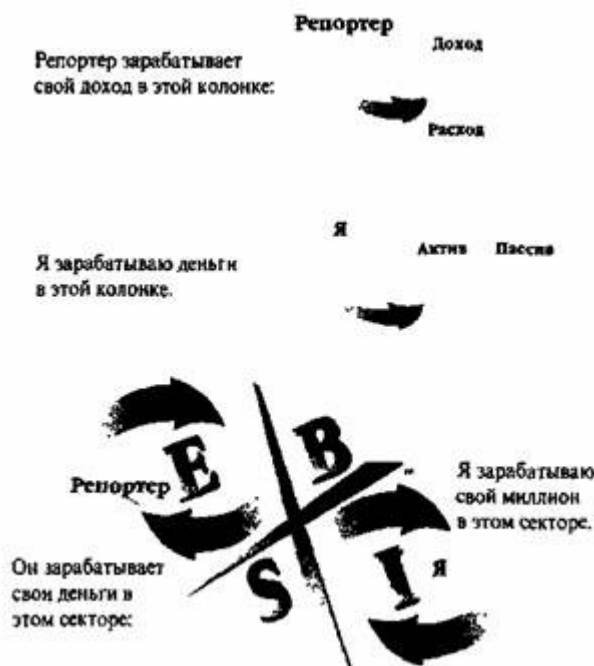 Репортер
Доход
Репортер зарабатывает
свой доход в этой колонке:
Расход
Я
Актив Пассив
Я зарабатываю деньги
в этой колонке.
E B
Репортер
Я зарабатываю
свой миллион
в этом секторе.
S I Я
Он зарабатывает
свои деньги в
этом секторе: